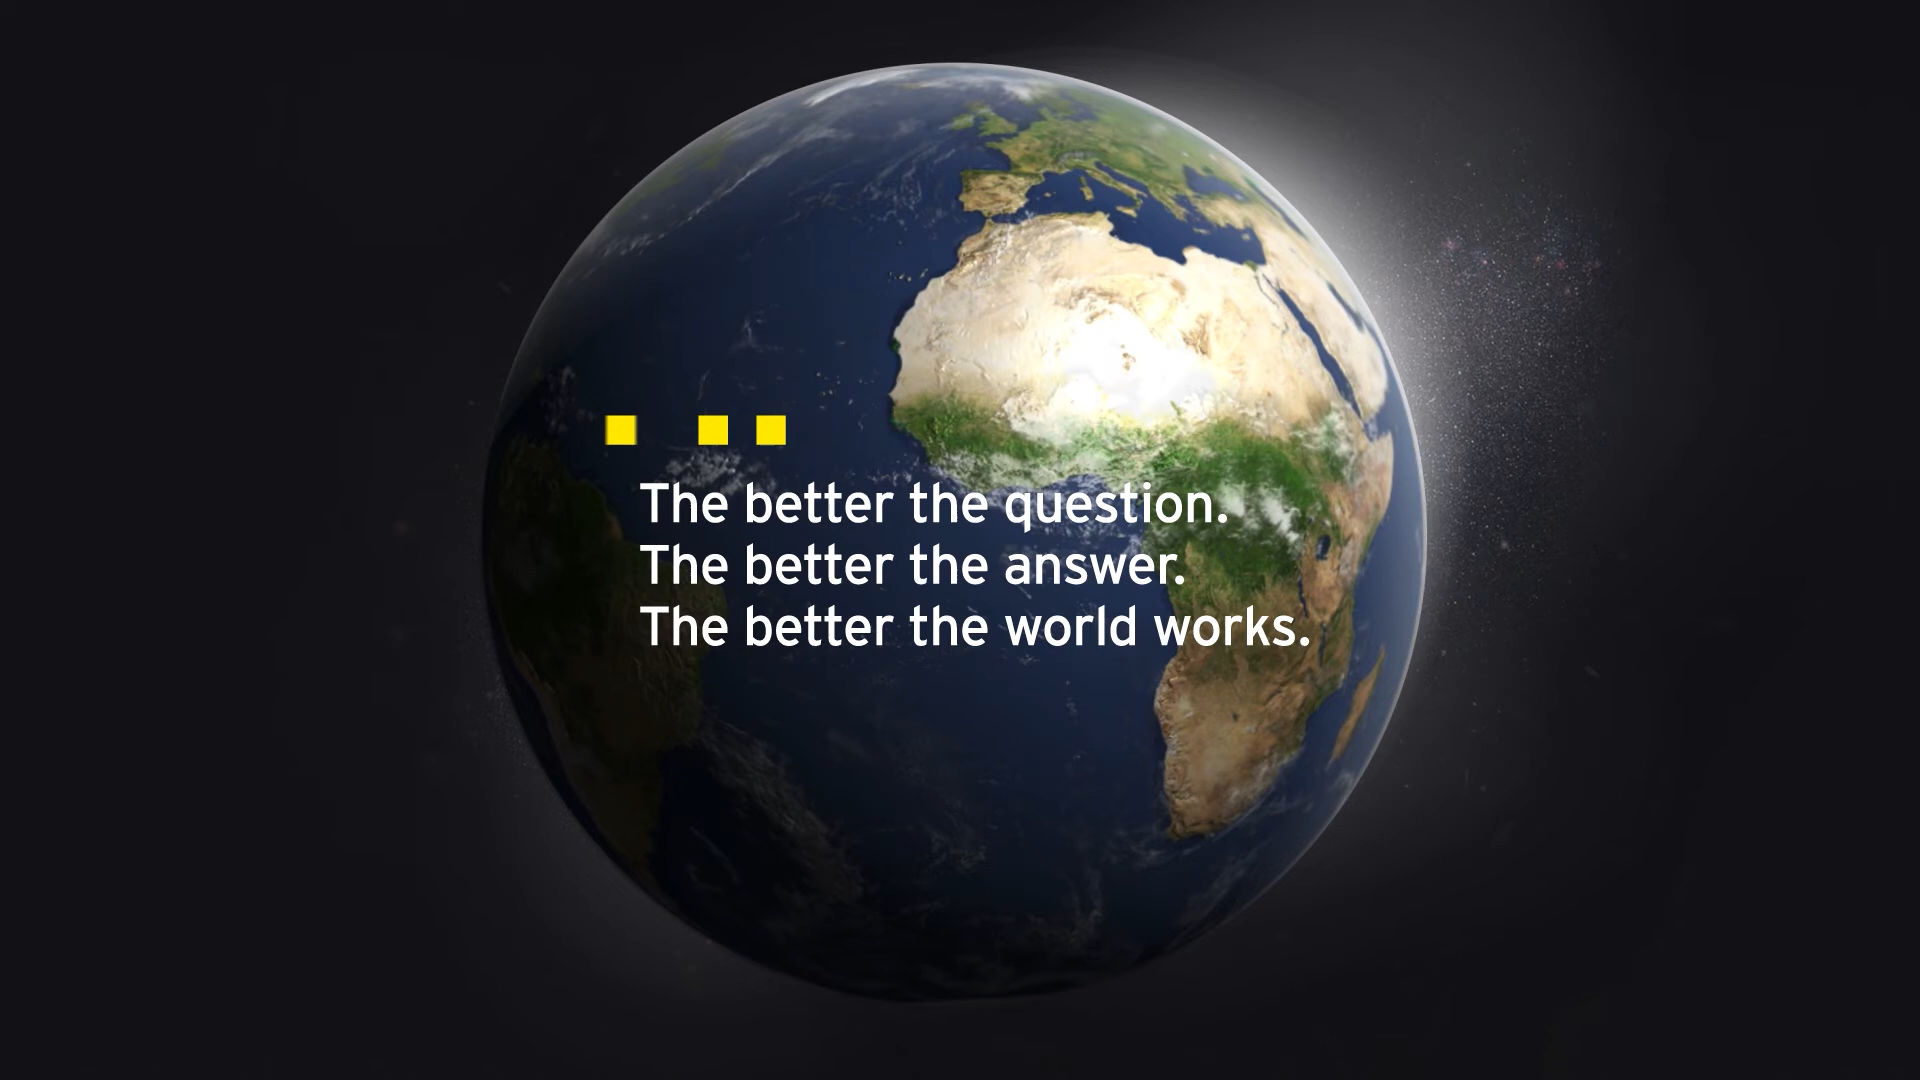 The better the question.
The better the answer.
The better the world works.